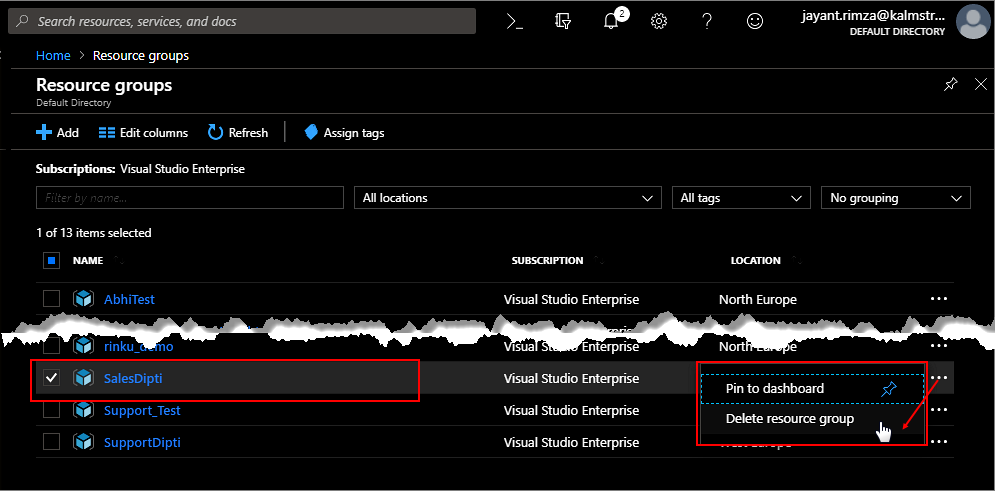 Search resources, services, and docs
2
jayant.rimza@kalmstr...
DEFAULT DIRECTORY
Home > Resource groups
Resource groups
Default Directory
Add Edit columns Refresh Assign tags
Subscriptions: Visual Studio Enterprise
Filter by name... All locations All tags No grouping
1 of 13 items selected
NAME SUBSCRIPTION LOCATION
AbhiTest Visual Studio Enterprise North Europe
rinku_demo Visual Studio Enterprise North Europe
SalesDipti Visual Studio Enterprise
Pin to dashboard
Support_Test Visual Studio Enterprise
Delete resource group
SupportDipti Visual Studio Enterprise West Europe